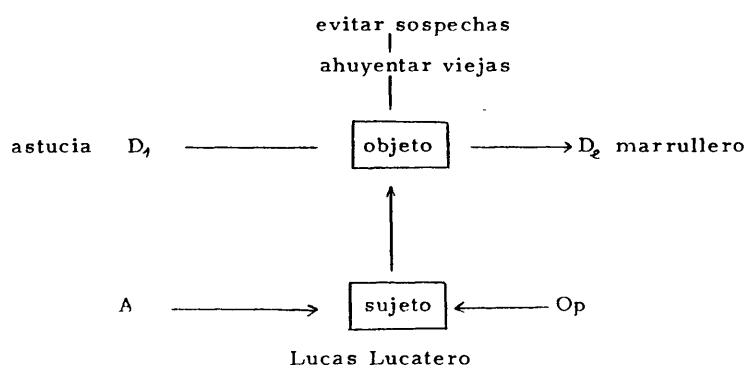 evitar sospechas
ahuyentar viejas
astucia D₁ objeto D₂ marrullero
A sujeto Op
Lucas Lucatero